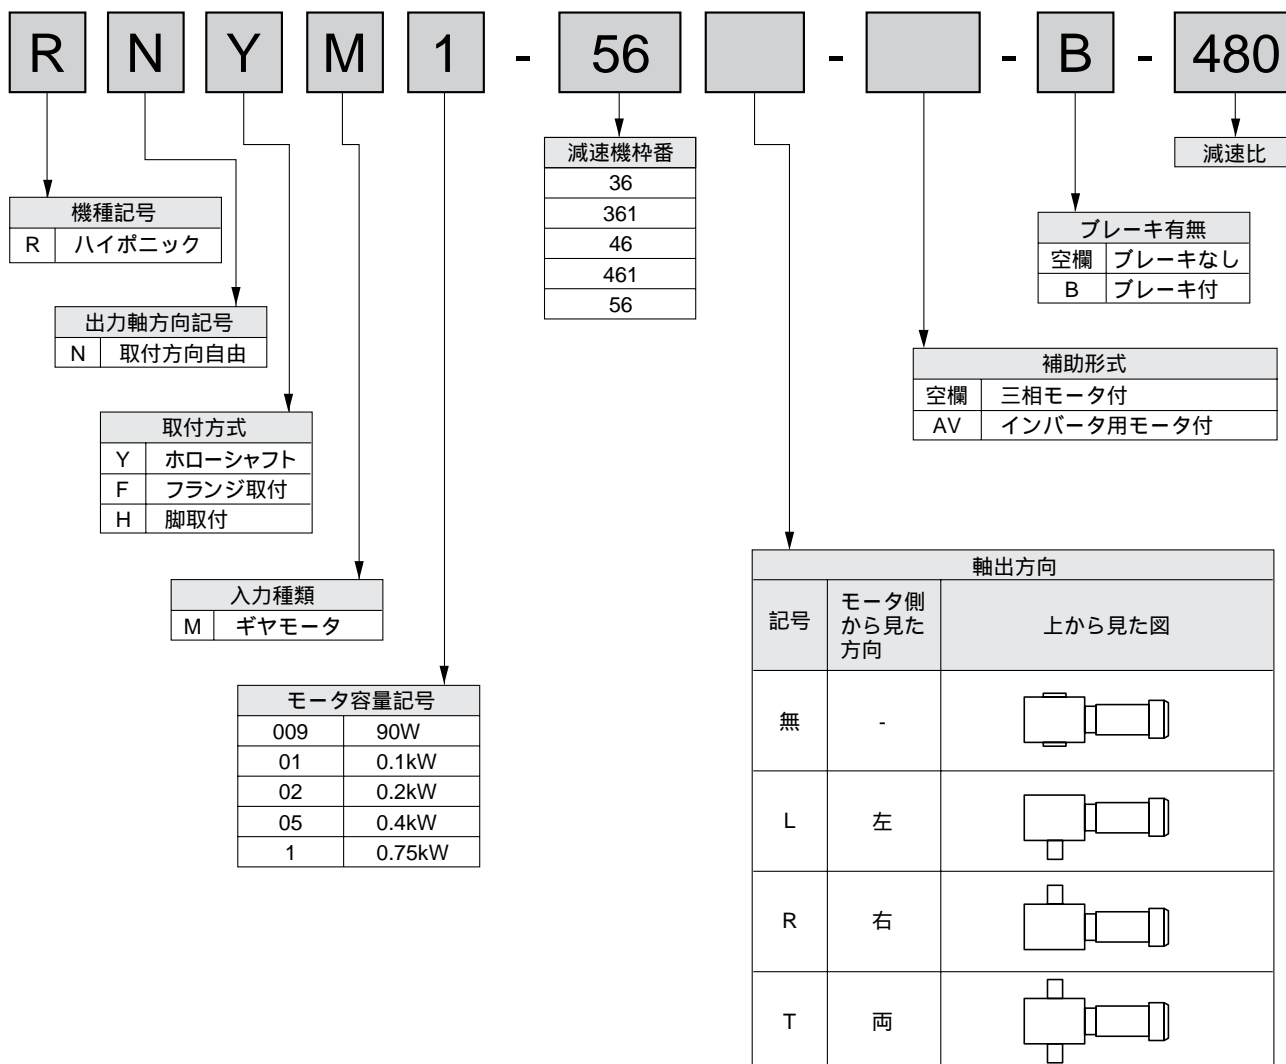 R N Y M 1 - 56 - - B - 480
機種記号
R ハイポニック
出力軸方向記号
N 取付方向自由
取付方式
Y ホローシャフト
F フランジ取付
H 脚取付
入力種類
M ギヤモータ
モータ容量記号
009 90W
01 0.1kW
02 0.2kW
05 0.4kW
1 0.75kW
減速機枠番
36
361
46
461
56
軸出方向
記号
モータ側
から見た
方向
上から見た図
無 -
L 左
R 右
T 両
補助形式
空欄 三相モータ付
AV インバータ用モータ付
ブレーキ有無
空欄 ブレーキなし
B ブレーキ付
減速比